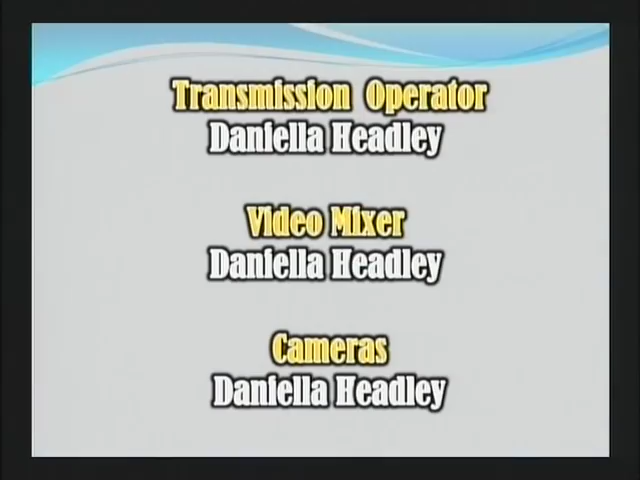 Transmission Operator
Daniella Headley
Video Mixer
Daniella Headley
Cameras
Daniella Headley